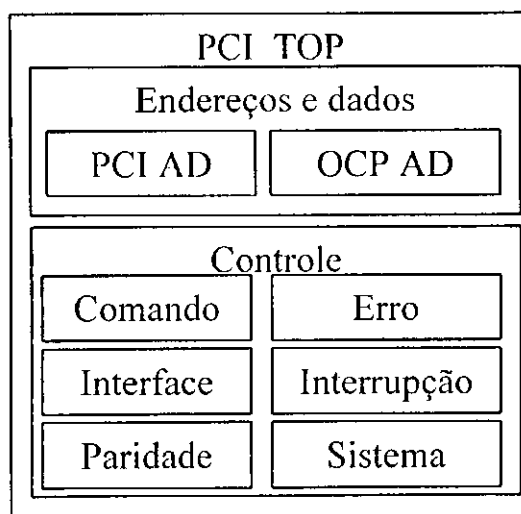 PCI TOP
Endereços e dados
PCI AD OCP AD
Controle
Comando Erro
Interface Interrupção
Paridade Sistema